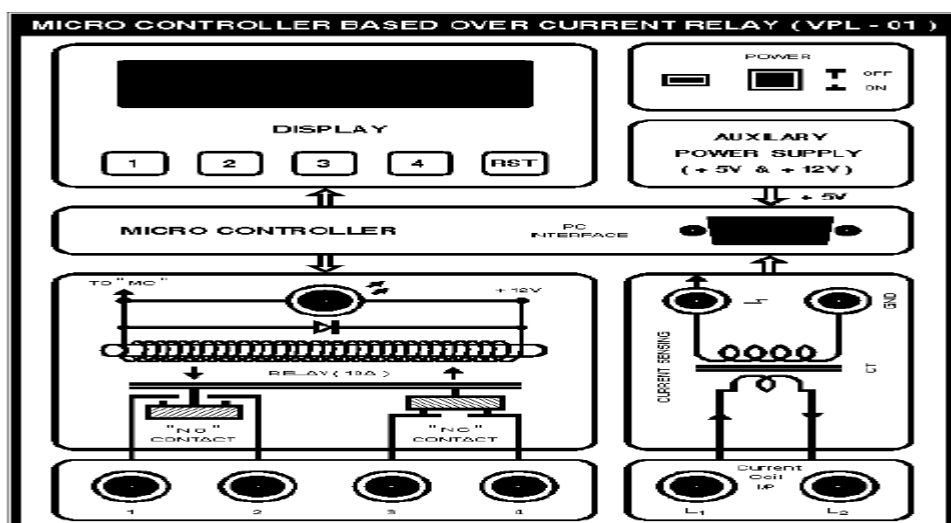 MICRO CONTROLLER BASED OVER CURRENT RELAY ( VPL - 01 )
DISPLAY
1 2 3 4 RST
POWER
OFF
ON
AUXILARY
POWER SUPPLY
( + 5V & + 12V )
+ 5V
MICRO CONTROLLER
PC
INTERFACE
TO "MC"
+ 12V
RELAY ( 10A )
"NO"
CONTACT
"NC"
CONTACT
CURRENT SENSING
GND
CT
1 2 3 4
Current
Coil
I/P
L1 L2